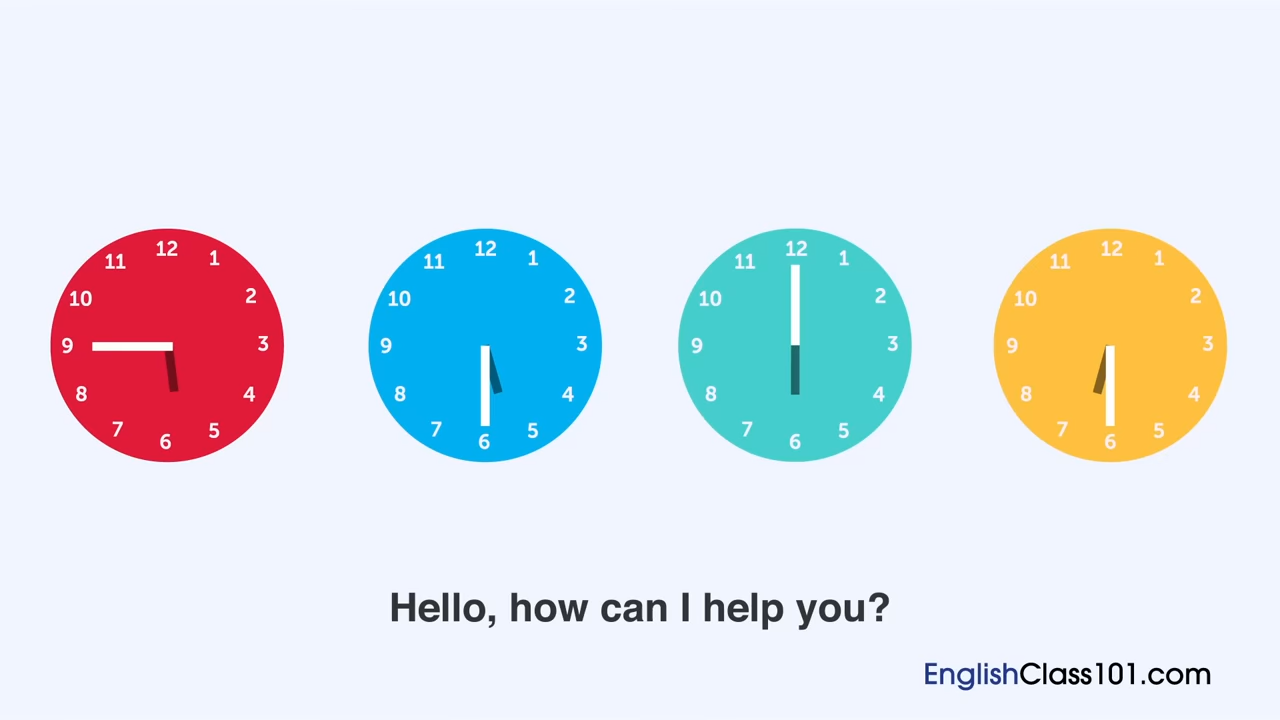 12 12 12 12
11 1 11 1 11 1 11 1
10 2 10 2 10 2 10 2
9 3 9 3 9 3 9 3
8 4 8 4 8 4 8 4
7 5 7 5 7 5 7 5
6 6 6 6
Hello, how can I help you?
EnglishClass101.com